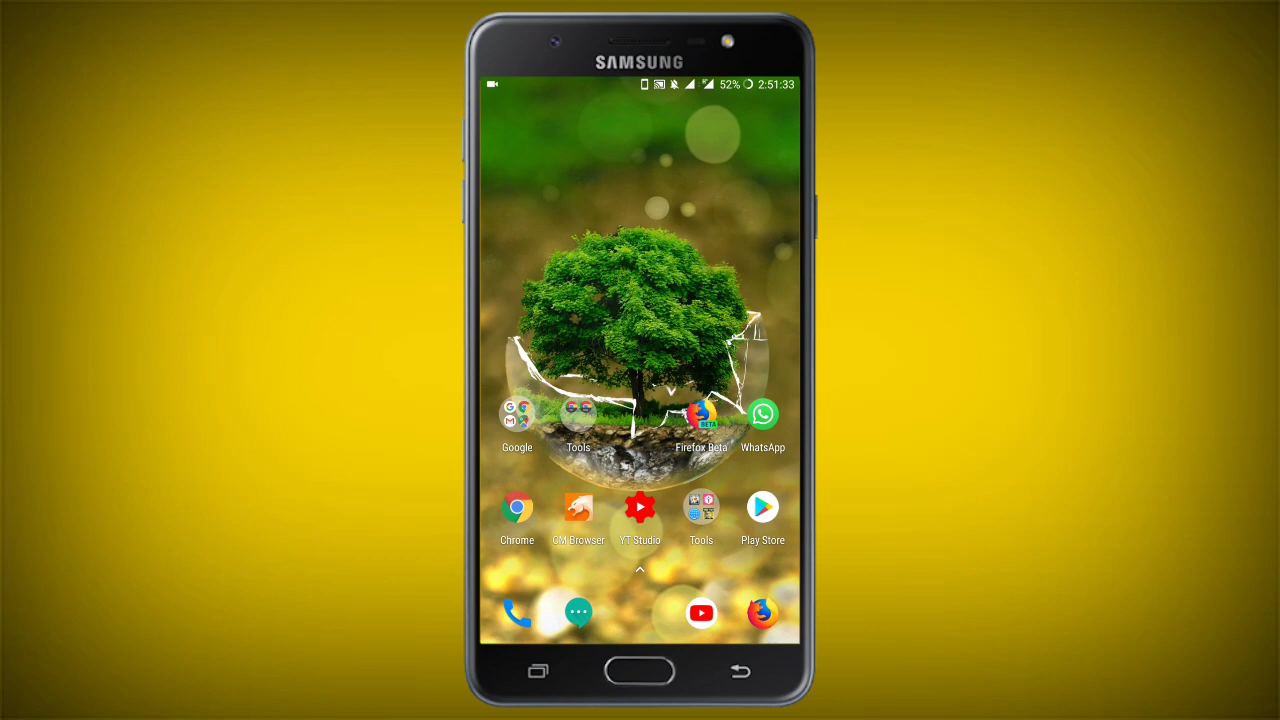 SAMSUNG
52% 2:51:33
Google Tools Firefox Beta WhatsApp
BETA
Chrome CM Browser YT Studio Tools Play Store